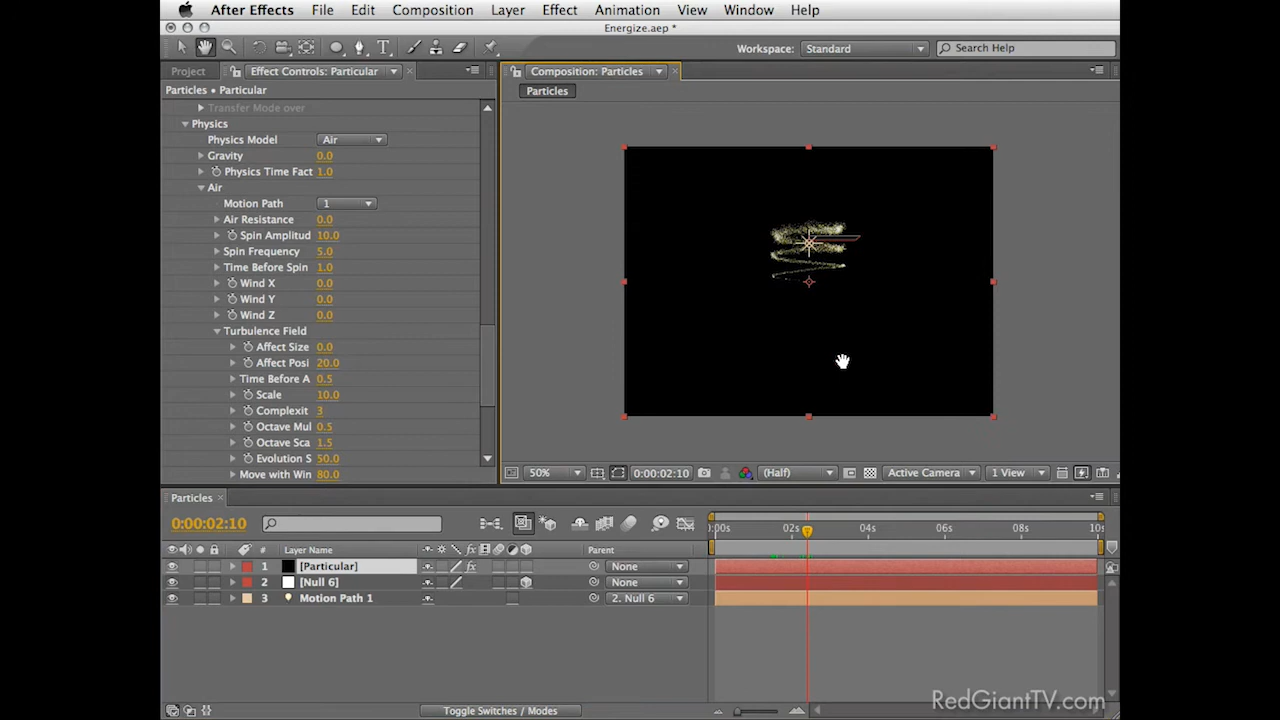 After Effects File Edit Composition Layer Effect Animation View Window Help
Energize.aep *
Workspace: Standard Search Help
Project Effect Controls: Particular Composition: Particles
Particles • Particular Particles
Transfer Mode over
Physics
Physics Model Air
Gravity 0.0
Physics Time Fact 1.0
Air
Motion Path 1
Air Resistance 0.0
Spin Amplitud 10.0
Spin Frequency 5.0
Time Before Spin 1.0
Wind X 0.0
Wind Y 0.0
Wind Z 0.0
Turbulence Field
Affect Size 0.0
Affect Posi 20.0
Time Before A 0.5
Scale 10.0
Complexit 3
Octave Mul 0.5
Octave Sca 1.5
Evolution S 50.0
Move with Win 80.0
50% 0:00:02:10 (Half) Active Camera 1 View
Particles
0:00:02:10 :00s 02s 04s 06s 08s 10s
# Layer Name Parent
1 [Particular] None
2 [Null 6] None
3 Motion Path 1 2. Null 6
Toggle Switches / Modes
RedGiantTV.com